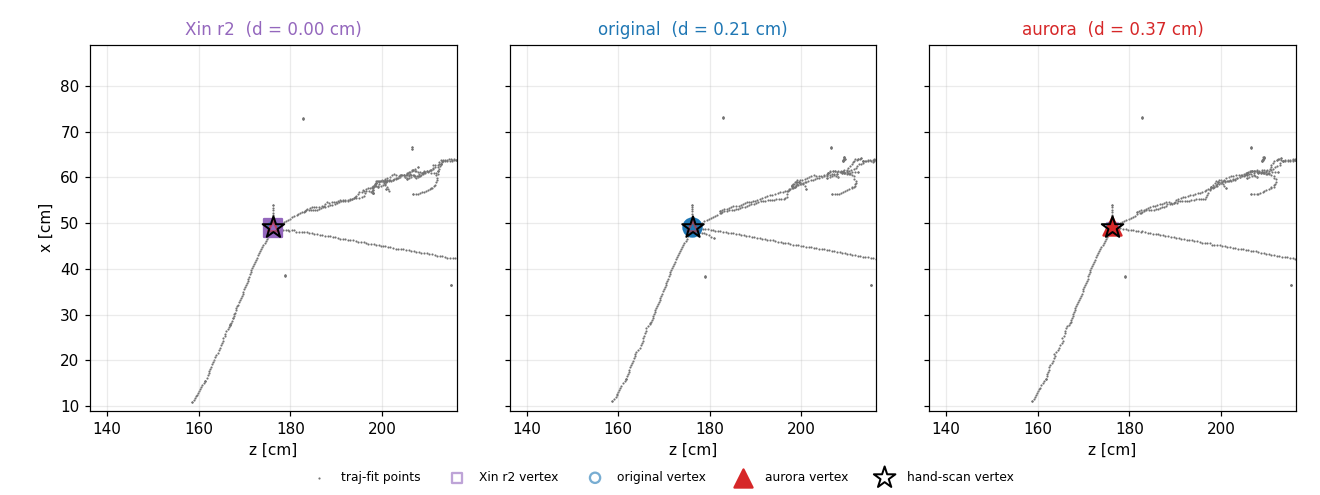 Xin r2  (d = 0.00 cm)
original  (d = 0.21 cm)
aurora  (d = 0.37 cm)
x [cm]
80
70
60
50
40
30
20
10
140 160 180 200
140 160 180 200
140 160 180 200
z [cm]
z [cm]
z [cm]
traj-fit points
Xin r2 vertex
original vertex
aurora vertex
hand-scan vertex